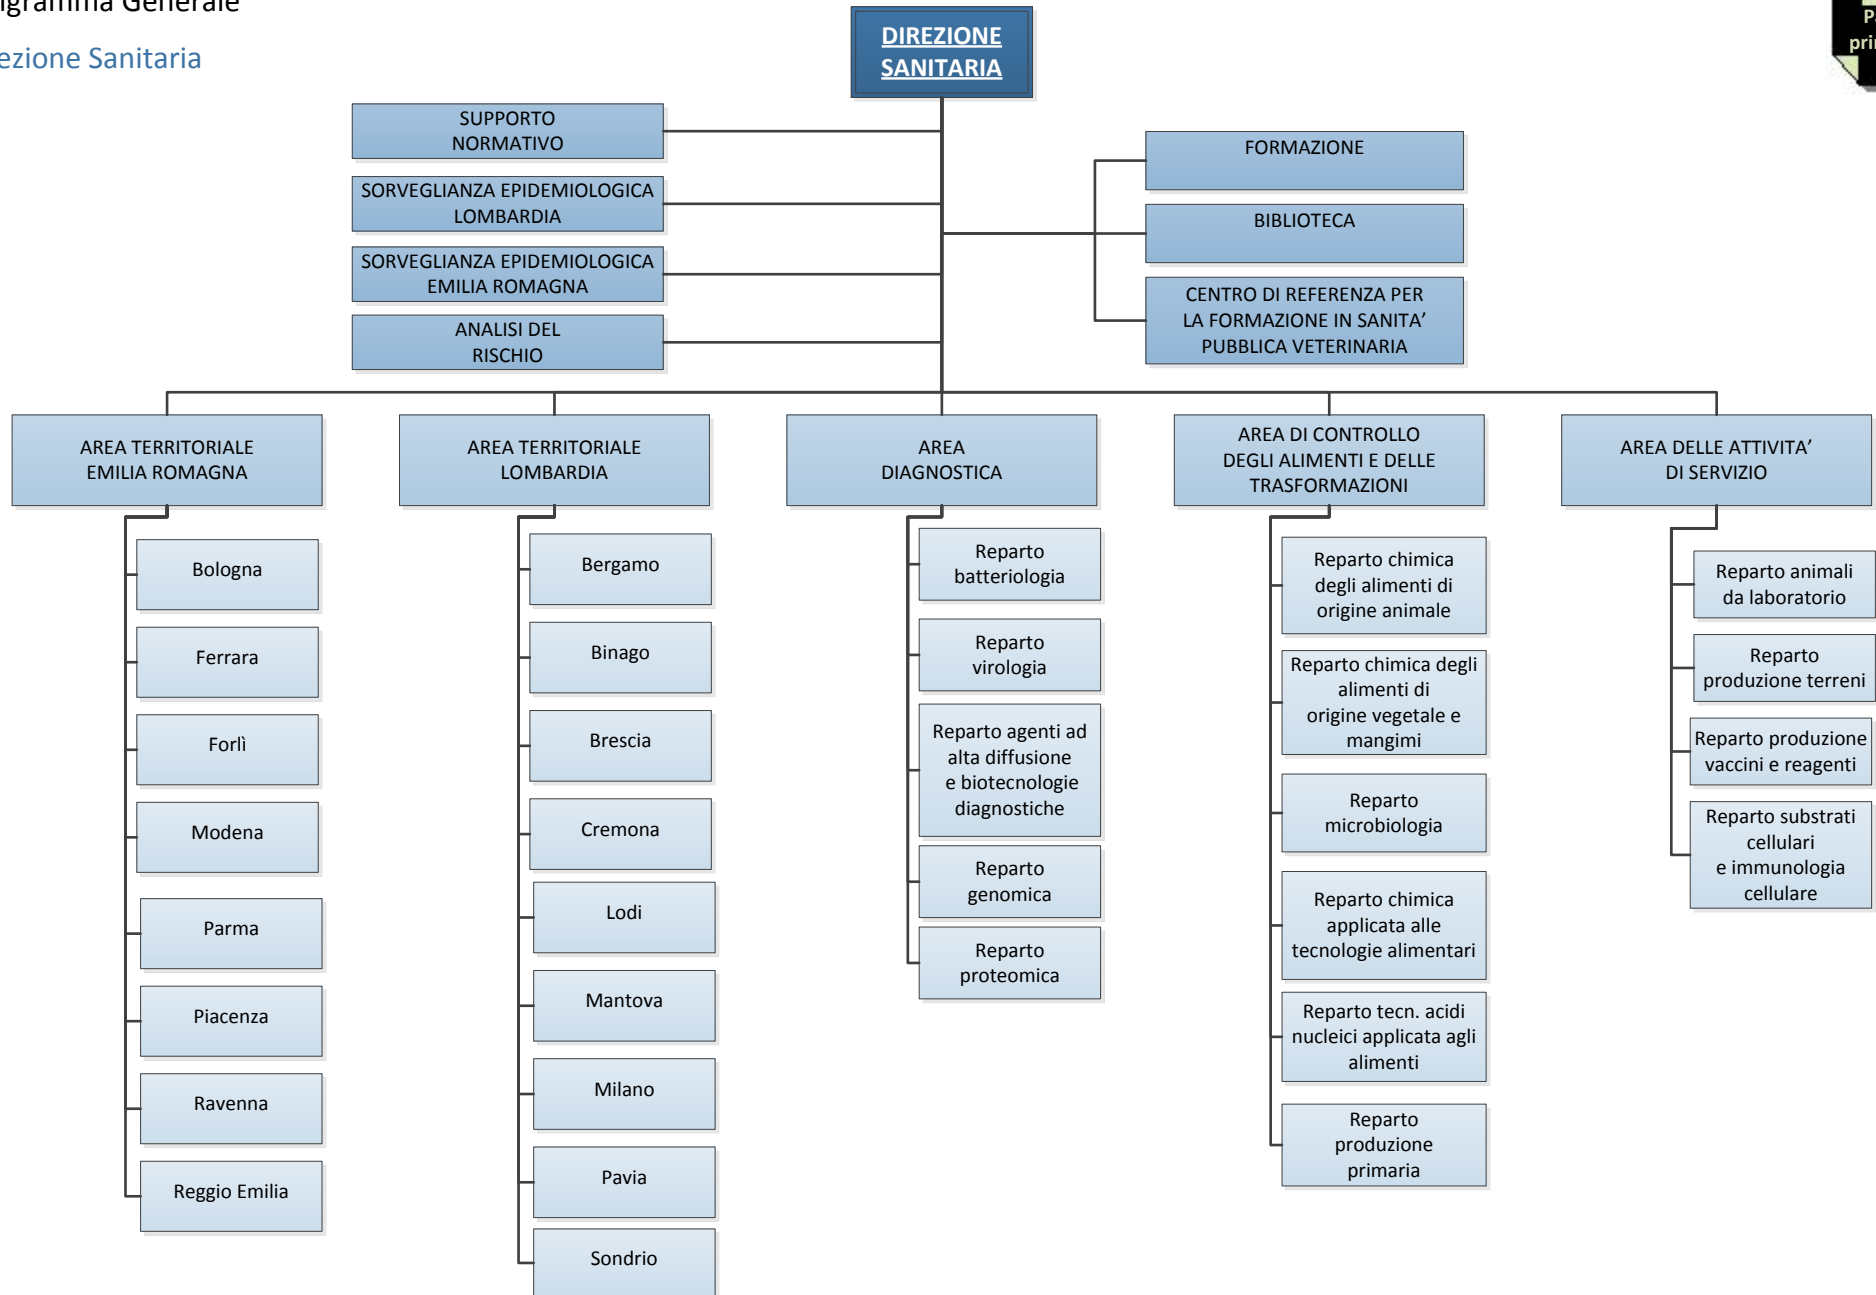 DIREZIONE
SANITARIA
SUPPORTO
NORMATIVO
SORVEGLIANZA EPIDEMIOLOGICA
LOMBARDIA
SORVEGLIANZA EPIDEMIOLOGICA
EMILIA ROMAGNA
ANALISI DEL
RISCHIO
FORMAZIONE
BIBLIOTECA
CENTRO DI REFERENZA PER
LA FORMAZIONE IN SANITA’
PUBBLICA VETERINARIA
AREA TERRITORIALE
EMILIA ROMAGNA
Bologna
Ferrara
Forlì
Modena
Parma
Piacenza
Ravenna
Reggio Emilia
AREA TERRITORIALE
LOMBARDIA
Bergamo
Binago
Brescia
Cremona
Lodi
Mantova
Milano
Pavia
Sondrio
AREA
DIAGNOSTICA
Reparto
batteriologia
Reparto
virologia
Reparto agenti ad
alta diffusione
e biotecnologie
diagnostiche
Reparto
genomica
Reparto
proteomica
AREA DI CONTROLLO
DEGLI ALIMENTI E DELLE
TRASFORMAZIONI
Reparto chimica
degli alimenti di
origine animale
Reparto chimica degli
alimenti di
origine vegetale e
mangimi
Reparto
microbiologia
Reparto chimica
applicata alle
tecnologie alimentari
Reparto tecn. acidi
nucleici applicata agli
alimenti
Reparto
produzione
primaria
AREA DELLE ATTIVITA’
DI SERVIZIO
Reparto animali
da laboratorio
Reparto
produzione terreni
Reparto produzione
vaccini e reagenti
Reparto substrati
cellulari
e immunologia
cellulare
Generale
Sanitaria